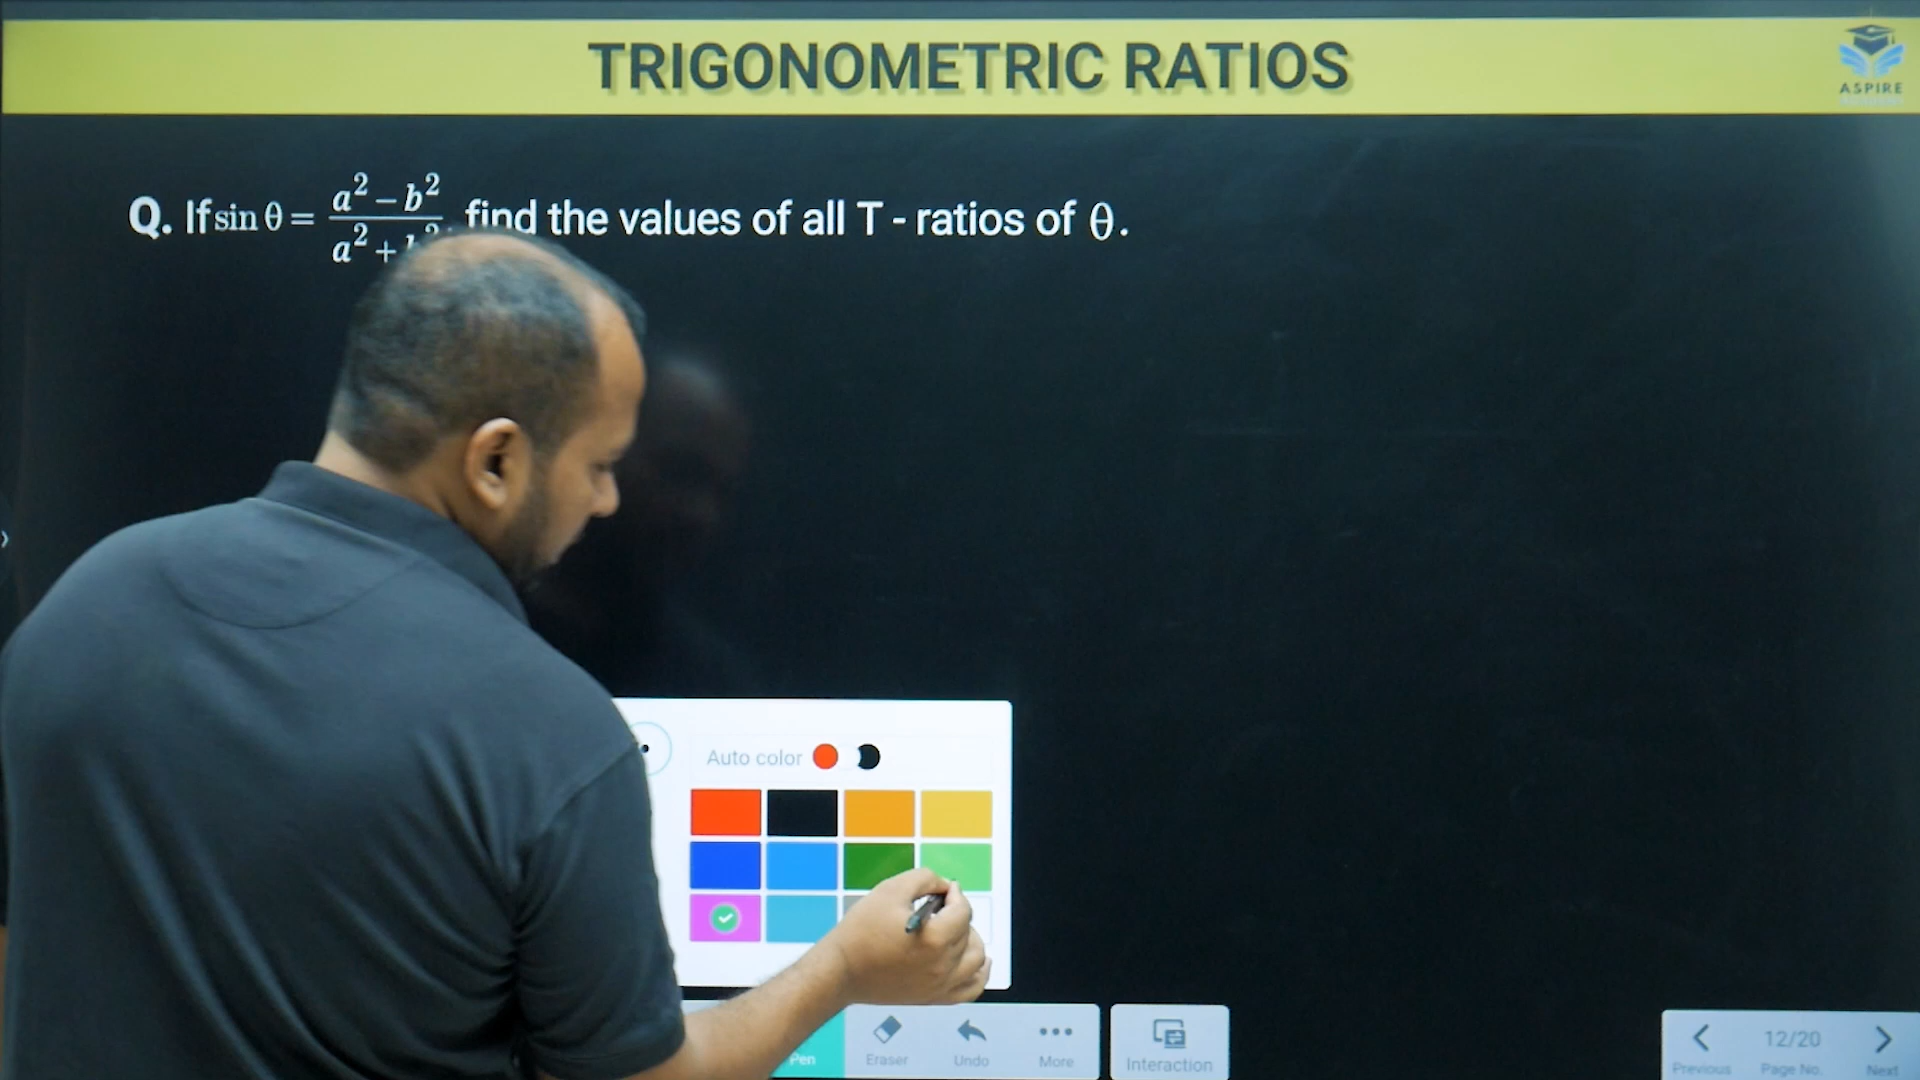 TRIGONOMETRIC RATIOS
ASPIRE
Q. If sin θ = a² – b² / a² + find the values of all T - ratios of θ.
Auto color
Pen
Eraser
Undo
More
Interaction
Previous
12/20
Page No.
Next